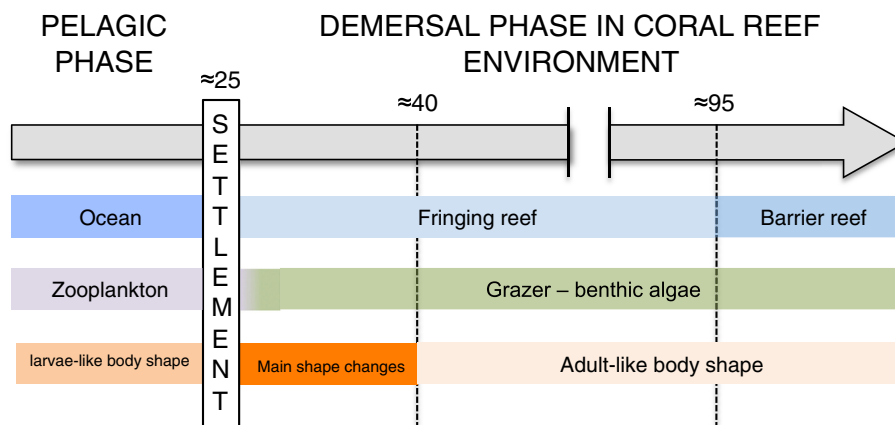 PELAGIC
PHASE
DEMERSAL PHASE IN CORAL REEF
ENVIRONMENT
≈25
≈40
≈95
SETTLEMENT
Ocean
Fringing reef
Barrier reef
Zooplankton
Grazer – benthic algae
larvae-like body shape
Main shape changes
Adult-like body shape